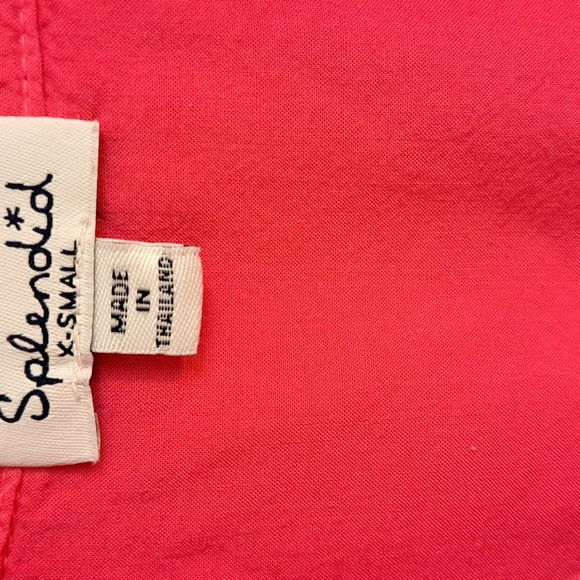 Splendid*
X-SMALL
MADE
IN
THAILAND